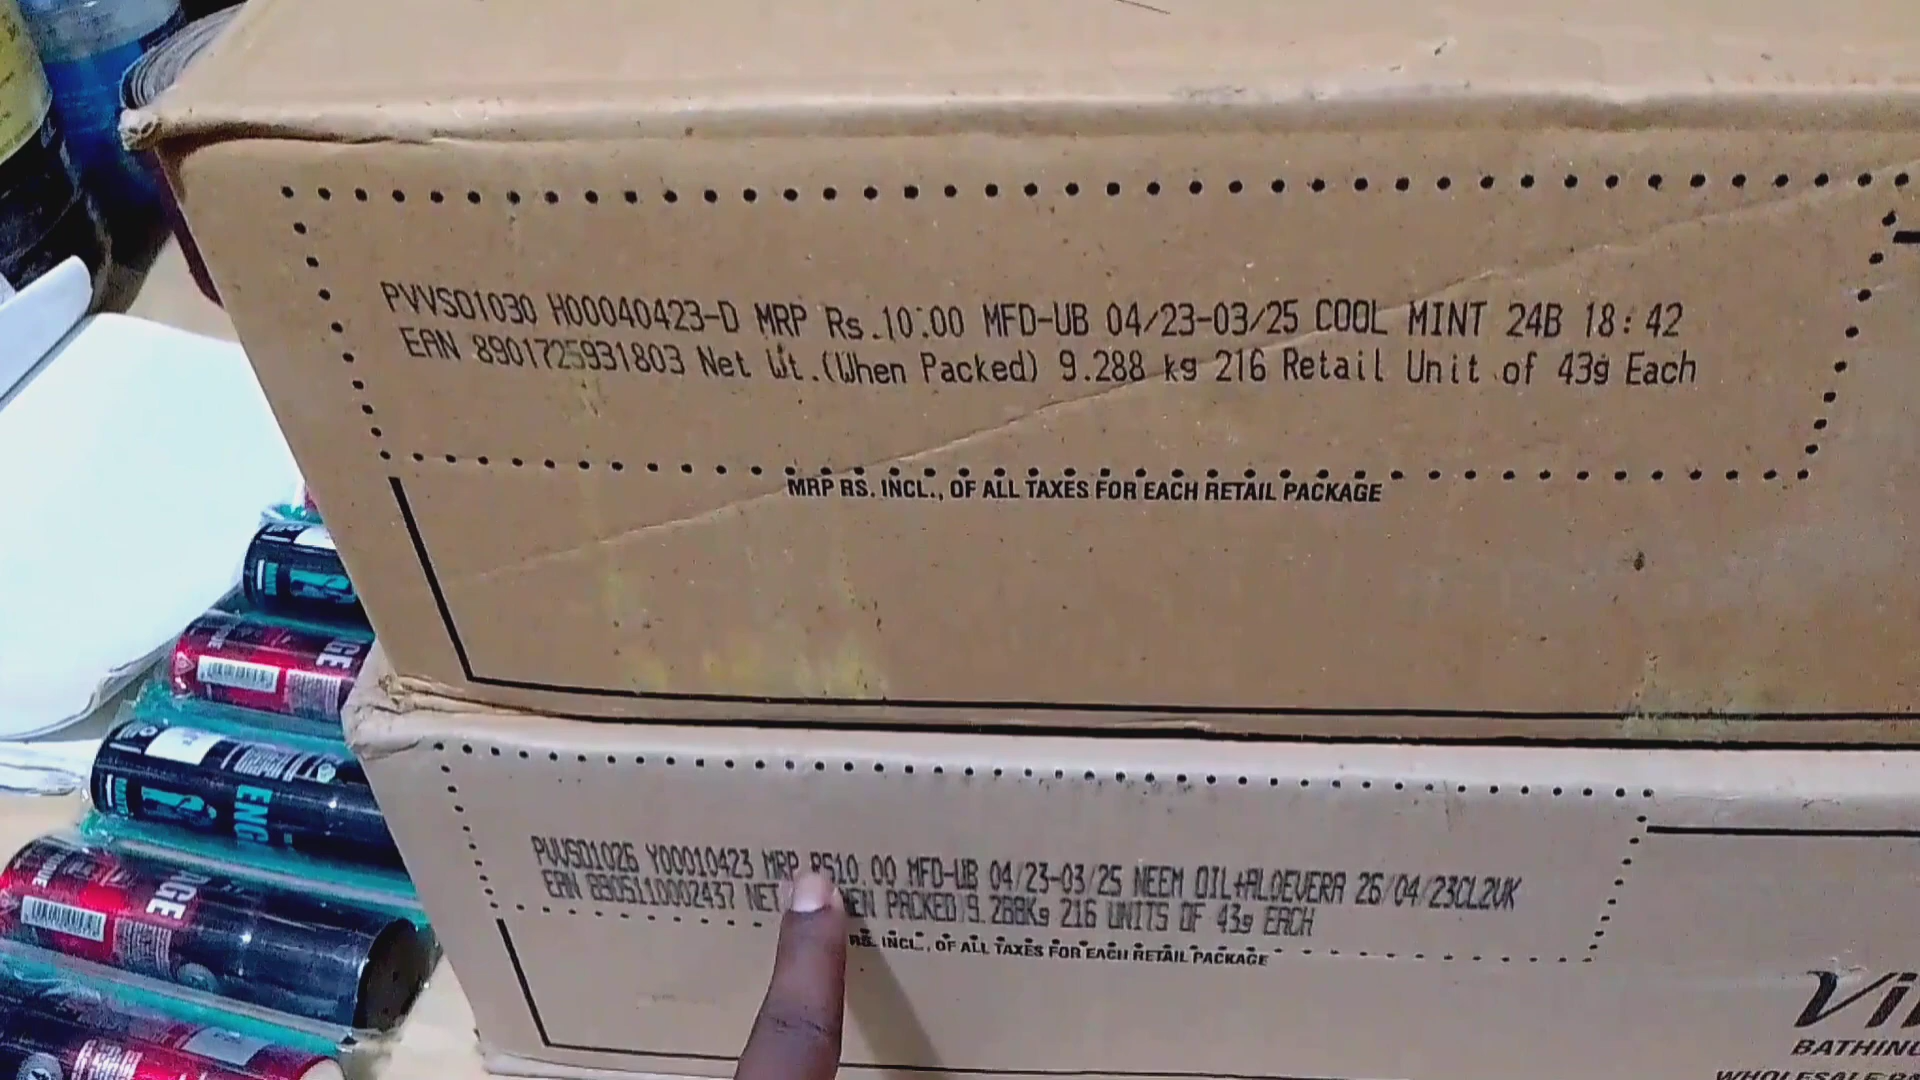 PVVSO1030 H00040423-D MRP Rs.10.00 MFD-UB 04/23-03/25 COOL MINT 24B 18:42
EAN 8901725931803 Net Wt.(When Packed) 9.288 kg 216 Retail Unit of 43g Each
MRP RS. INCL., OF ALL TAXES FOR EACH RETAIL PACKAGE
PVVSO1026 Y00010423 MRP RS10.00 MFD-UB 04/23-03/25 NEEM OIL+ALOEVERA 26/04/23CL2VK
EAN 8905110002437 NET PACKED 9.288Kg 216 UNITS OF 43g EACH
RS. INCL., OF ALL TAXES FOR EACH RETAIL PACKAGE
BATHING